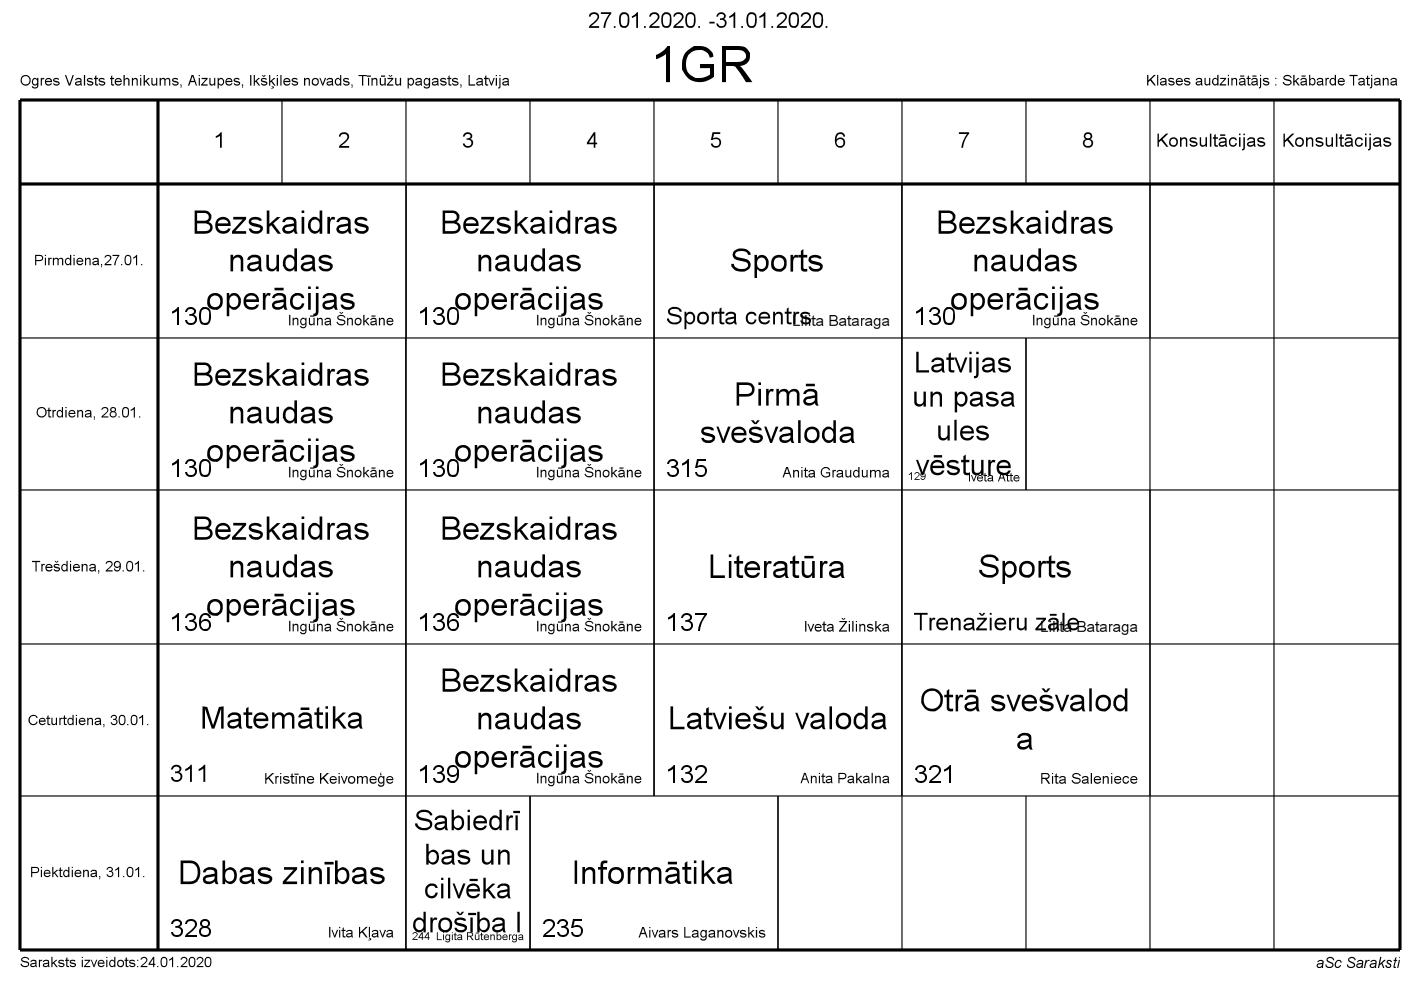 27.01.2020. -31.01.2020.
1GR
Ogres Valsts tehnikums, Aizupes, Ikšķiles novads, Tīnūžu pagasts, Latvija
Klases audzinātājs : Skābarde Tatjana
1 2 3 4 5 6 7 8 Konsultācijas Konsultācijas
Pirmdiena,27.01.
Bezskaidras
naudas
operācijas
130 Inguna Šnokāne
Bezskaidras
naudas
operācijas
130 Inguna Šnokāne
Sports
Sporta centrs Lilita Bataraga
Bezskaidras
naudas
operācijas
130 Inguna Šnokāne
Otrdiena, 28.01.
Bezskaidras
naudas
operācijas
130 Inguna Šnokāne
Bezskaidras
naudas
operācijas
130 Inguna Šnokāne
Pirmā
svešvaloda
315 Anita Grauduma
Latvijas
un pasa
ules
vēsture
129 Iveta Atte
Trešdiena, 29.01.
Bezskaidras
naudas
operācijas
136 Inguna Šnokāne
Bezskaidras
naudas
operācijas
136 Inguna Šnokāne
Literatūra
137 Iveta Žilinska
Sports
Trenažieru zāle Lilita Bataraga
Ceturtdiena, 30.01.
Matemātika
311 Kristīne Keivomeģe
Bezskaidras
naudas
operācijas
139 Inguna Šnokāne
Latviešu valoda
132 Anita Pakalna
Otrā svešvalod
a
321 Rita Saleniece
Piektdiena, 31.01.
Dabas zinības
328 Ivita Kļava
Sabiedrī
bas un
cilvēka
drošība I
244 Ligita Rutenberga
Informātika
235 Aivars Laganovskis
Saraksts izveidots:24.01.2020
aSc Saraksti